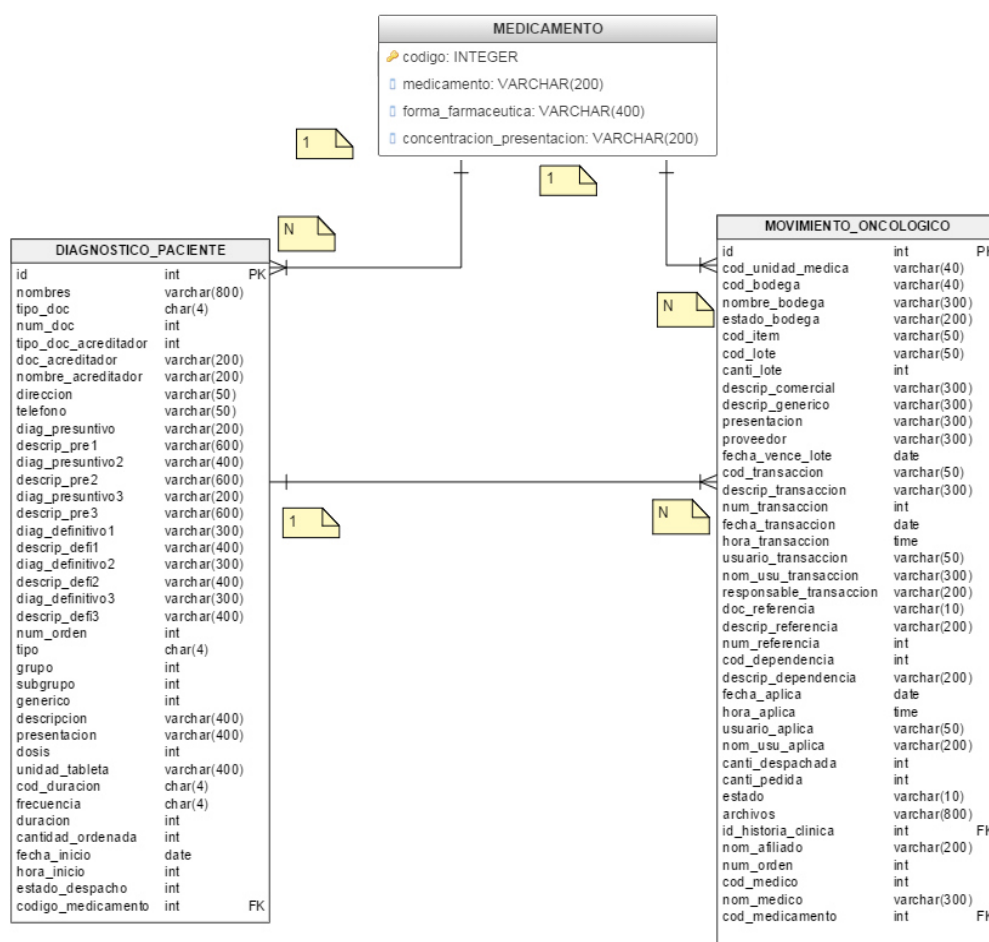 MEDICAMENTO
codigo: INTEGER
medicamento: VARCHAR(200)
forma_farmaceutica: VARCHAR(400)
concentracion_presentacion: VARCHAR(200)
1
1
N
DIAGNOSTICO_PACIENTE
id int PK
nombres varchar(800)
tipo_doc char(4)
num_doc int
tipo_doc_acreditador int
doc_acreditador varchar(200)
nombre_acreditador varchar(200)
direccion varchar(50)
telefono varchar(50)
diag_presuntivo varchar(200)
descrip_pre1 varchar(600)
diag_presuntivo2 varchar(400)
descrip_pre2 varchar(600)
diag_presuntivo3 varchar(200)
descrip_pre3 varchar(600)
diag_definitivo1 varchar(300)
descrip_defi1 varchar(400)
diag_definitivo2 varchar(300)
descrip_defi2 varchar(400)
diag_definitivo3 varchar(300)
descrip_defi3 varchar(400)
num_orden int
tipo char(4)
grupo int
subgrupo int
generico int
descripcion varchar(400)
presentacion varchar(400)
dosis int
unidad_tableta varchar(400)
cod_duracion char(4)
frecuencia char(4)
duracion int
cantidad_ordenada int
fecha_inicio date
hora_inicio int
estado_despacho int
codigo_medicamento int FK
N
1
N
MOVIMIENTO_ONCOLOGICO
id int PK
cod_unidad_medica varchar(40)
cod_bodega varchar(40)
nombre_bodega varchar(300)
estado_bodega varchar(200)
cod_item varchar(50)
cod_lote varchar(50)
canti_lote int
descrip_comercial varchar(300)
descrip_generico varchar(300)
presentacion varchar(300)
proveedor varchar(300)
fecha_vence_lote date
cod_transaccion varchar(50)
descrip_transaccion varchar(300)
num_transaccion int
fecha_transaccion date
hora_transaccion time
usuario_transaccion varchar(50)
nom_usu_transaccion varchar(300)
responsable_transaccion varchar(200)
doc_referencia varchar(10)
descrip_referencia varchar(200)
num_referencia int
cod_dependencia int
descrip_dependencia varchar(200)
fecha_aplica date
hora_aplica time
usuario_aplica varchar(50)
nom_usu_aplica varchar(200)
canti_despachada int
canti_pedida int
estado varchar(10)
archivos varchar(800)
id_historia_clinica int FK
nom_afiliado varchar(200)
num_orden int
cod_medico int
nom_medico varchar(300)
cod_medicamento int FK